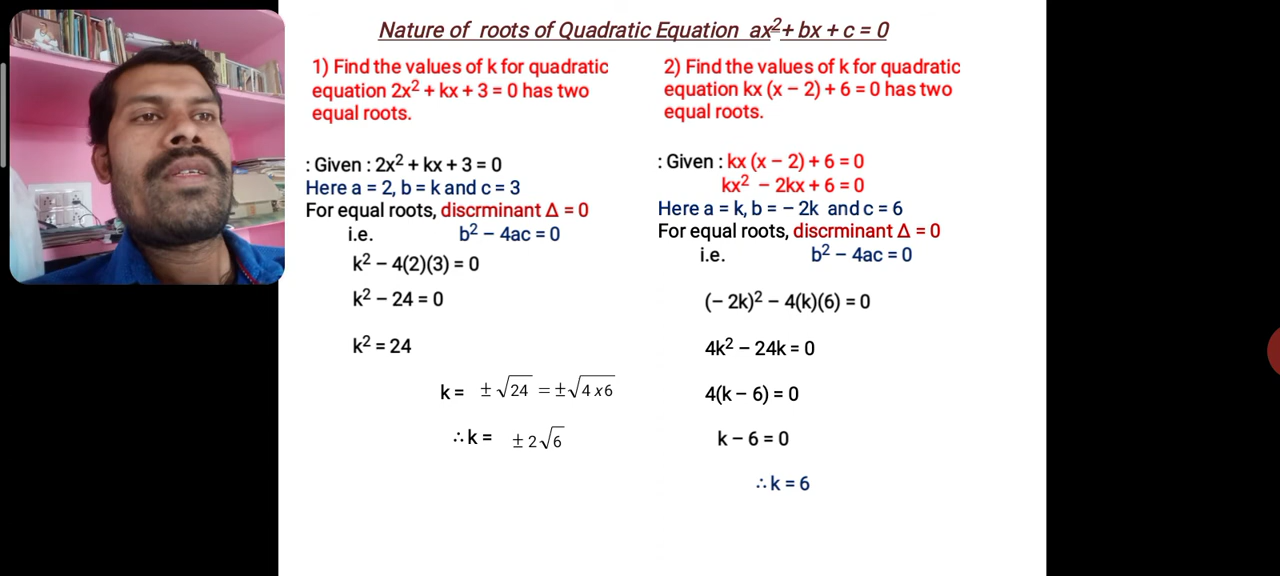 Nature of roots of Quadratic Equation ax²+ bx + c = 0
1) Find the values of k for quadratic
equation 2x² + kx + 3 = 0 has two
equal roots.
: Given : 2x² + kx + 3 = 0
Here a = 2, b = k and c = 3
For equal roots, discrminant Δ = 0
i.e. b² – 4ac = 0
k² – 4(2)(3) = 0
k² – 24 = 0
k² = 24
k = ± √24 = ±√4 x 6
∴ k = ± 2√6
2) Find the values of k for quadratic
equation kx (x – 2) + 6 = 0 has two
equal roots.
: Given : kx (x – 2) + 6 = 0
kx² – 2kx + 6 = 0
Here a = k, b = – 2k and c = 6
For equal roots, discrminant Δ = 0
i.e. b² – 4ac = 0
(– 2k)² – 4(k)(6) = 0
4k² – 24k = 0
4(k – 6) = 0
k – 6 = 0
∴ k = 6